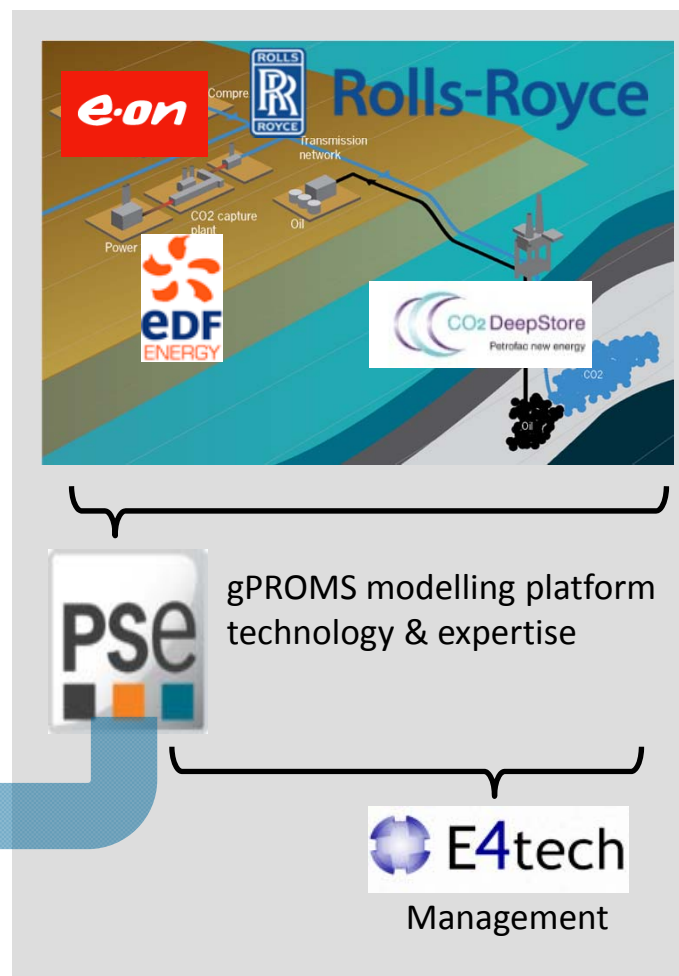 e·on
Compre
ROLLS
RR
ROYCE
Rolls-Royce
Transmission
network
CO2 capture
plant
Oil
Power
eDF
ENERGY
CO2 DeepStore
Petrofac new energy
CO2
Oil
PSe
gPROMS modelling platform
technology & expertise
E4tech
Management